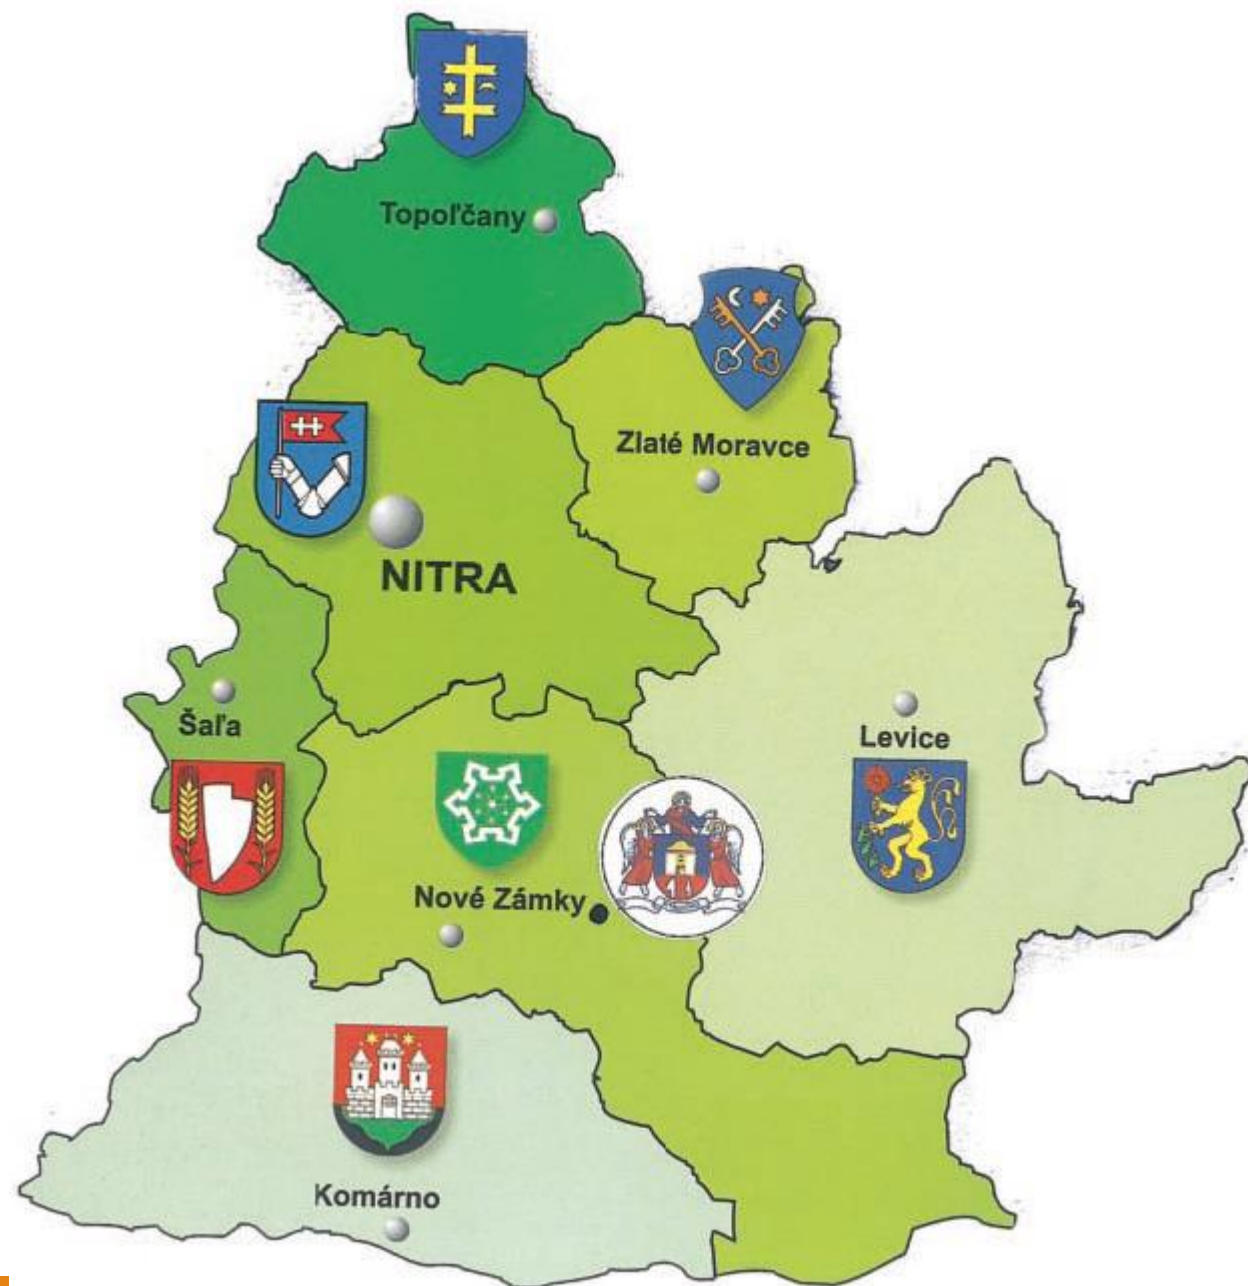 Topoľčany
Zlaté Moravce
NITRA
Šaľa
Levice
Nové Zámky
Komárno